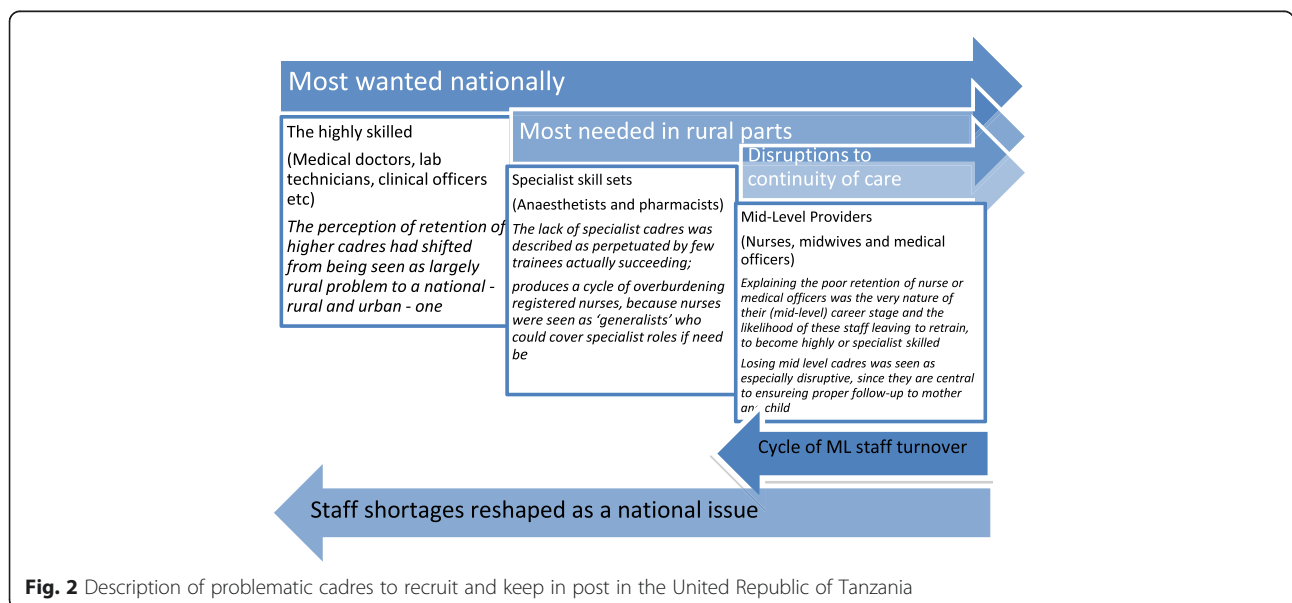 Most wanted nationally
The highly skilled
(Medical doctors, lab
technicians, clinical officers
etc)
The perception of retention of
higher cadres had shifted
from being seen as largely
rural problem to a national -
rural and urban - one
Most needed in rural parts
Specialist skill sets
(Anaesthetists and pharmacists)
The lack of specialist cadres was
described as perpetuated by few
trainees actually succeeding;
produces a cycle of overburdening
registered nurses, because nurses
were seen as ‘generalists’ who
could cover specialist roles if need
be
Disruptions to
continuity of care
Mid-Level Providers
(Nurses, midwives and medical
officers)
Explaining the poor retention of nurse or
medical officers was the very nature of
their (mid-level) career stage and the
likelihood of these staff leaving to retrain,
to become highly or specialist skilled
Losing mid level cadres was seen as
especially disruptive, since they are central
to ensureing proper follow-up to mother
and child
Cycle of ML staff turnover
Staff shortages reshaped as a national issue
Fig. 2 Description of problematic cadres to recruit and keep in post in the United Republic of Tanzania